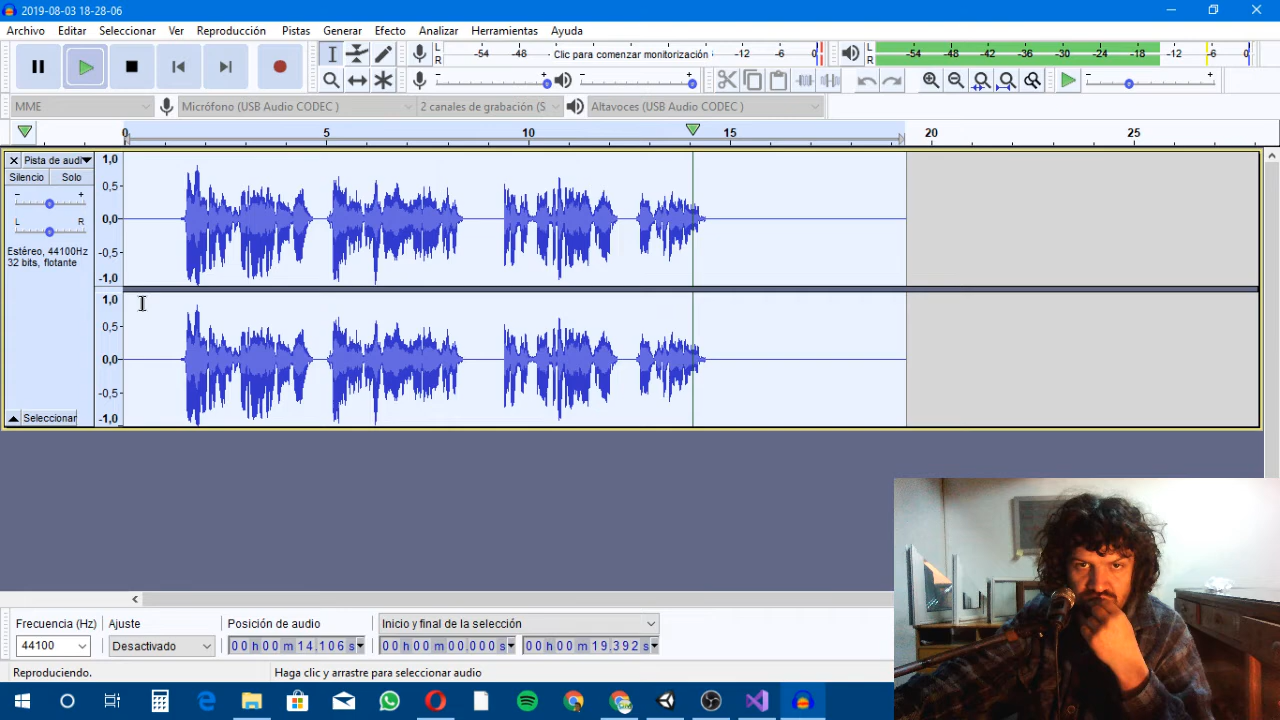 2019-08-03 18-28-06
Archivo Editar Seleccionar Ver Reproducción Pistas Generar Efecto Analizar Herramientas Ayuda
L R -54 -48 Clic para comenzar monitorización -12 -6 0 L R -54 -48 -42 -36 -30 -24 -18 -12 -6 0
- + - + - +
MME Micrófono (USB Audio CODEC ) 2 canales de grabación (S Altavoces (USB Audio CODEC )
0 5 10 15 20 25
Pista de audi
Silencio Solo
- +
L R
Estéreo, 44100Hz
32 bits, flotante
Seleccionar
1,0
0,5
0,0
-0,5
-1,0
1,0
0,5
0,0
-0,5
-1,0
Frecuencia (Hz) Ajuste Posición de audio Inicio y final de la selección
44100 Desactivado 00 h 00 m 14.106 s 00 h 00 m 00.000 s 00 h 00 m 19.392 s
Reproduciendo. Haga clic y arrastre para seleccionar audio